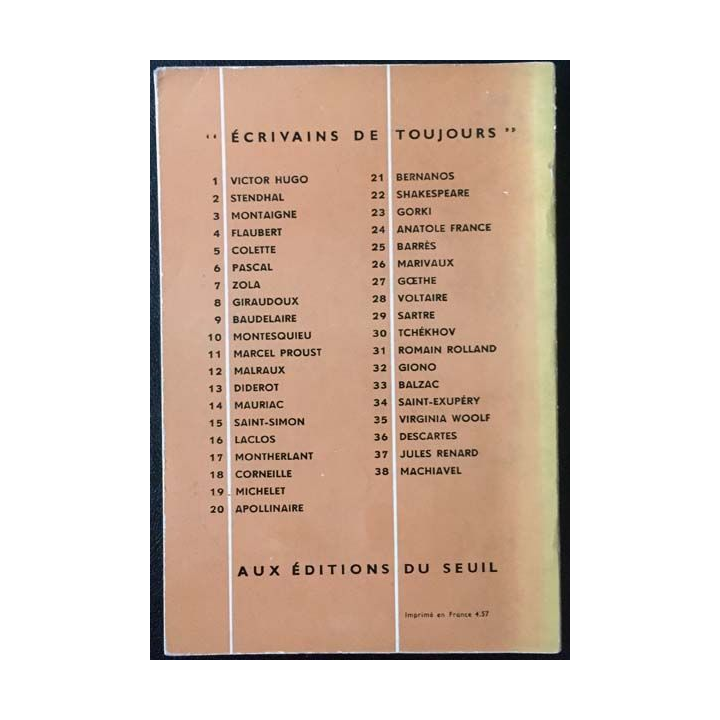 “ ÉCRIVAINS DE TOUJOURS ”
1 VICTOR HUGO
2 STENDHAL
3 MONTAIGNE
4 FLAUBERT
5 COLETTE
6 PASCAL
7 ZOLA
8 GIRAUDOUX
9 BAUDELAIRE
10 MONTESQUIEU
11 MARCEL PROUST
12 MALRAUX
13 DIDEROT
14 MAURIAC
15 SAINT-SIMON
16 LACLOS
17 MONTHERLANT
18 CORNEILLE
19 MICHELET
20 APOLLINAIRE
21 BERNANOS
22 SHAKESPEARE
23 GORKI
24 ANATOLE FRANCE
25 BARRÈS
26 MARIVAUX
27 GŒTHE
28 VOLTAIRE
29 SARTRE
30 TCHÉKHOV
31 ROMAIN ROLLAND
32 GIONO
33 BALZAC
34 SAINT-EXUPÉRY
35 VIRGINIA WOOLF
36 DESCARTES
37 JULES RENARD
38 MACHIAVEL
AUX ÉDITIONS DU SEUIL
Imprimé en France 4.57